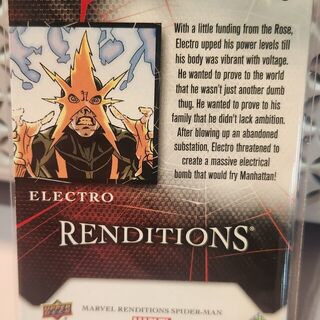 With a little funding from the Rose,
Electro upped his power levels till
his body was vibrant with voltage.
He wanted to prove to the world
that he wasn't just another dumb
thug. He wanted to prove to his
family that he didn't lack ambition.
After blowing up an abandoned
substation, Electro threatened to
create a massive electrical
bomb that would fry Manhattan!
ELECTRO
RENDITIONS®
UPPER DECK
MARVEL RENDITIONS SPIDER-MAN
MARVEL